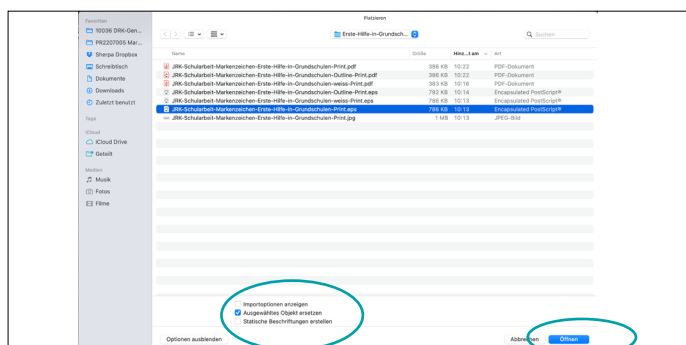 Platzieren
Favoriten
10036 DRK-Gen...
PR2207005 Mar...
Sherpa Dropbox
Schreibtisch
Dokumente
Downloads
Zuletzt benutzt
Tags
iCloud
iCloud Drive
Geteilt
Medien
Musik
Fotos
Filme
Erste-Hilfe-in-Grundsch...
Suchen
Name Größe Hinz...t am Art
JRK-Schularbeit-Markenzeichen-Erste-Hilfe-in-Grundschulen-Print.pdf 386 KB 10:22 PDF-Dokument
JRK-Schularbeit-Markenzeichen-Erste-Hilfe-in-Grundschulen-Outline-Print.pdf 386 KB 10:22 PDF-Dokument
JRK-Schularbeit-Markenzeichen-Erste-Hilfe-in-Grundschulen-weiss-Print.pdf 383 KB 10:16 PDF-Dokument
JRK-Schularbeit-Markenzeichen-Erste-Hilfe-in-Grundschulen-Outline-Print.eps 792 KB 10:14 Encapsulated PostScript®
JRK-Schularbeit-Markenzeichen-Erste-Hilfe-in-Grundschulen-weiss-Print.eps 786 KB 10:13 Encapsulated PostScript®
JRK-Schularbeit-Markenzeichen-Erste-Hilfe-in-Grundschulen-Print.eps 786 KB 10:13 Encapsulated PostScript®
JRK-Schularbeit-Markenzeichen-Erste-Hilfe-in-Grundschulen-Print.jpg 1 MB 10:13 JPEG-Bild
Importoptionen anzeigen
Ausgewähltes Objekt ersetzen
Statische Beschriftungen erstellen
Optionen ausblenden
Abbrechen
Öffnen